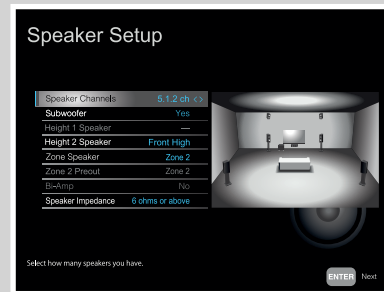 Speaker Setup
Speaker Channels 5.1.2 ch < >
Subwoofer Yes
Height 1 Speaker ---
Height 2 Speaker Front High
Zone Speaker Zone 2
Zone 2 Preout Zone 2
Bi-Amp No
Speaker Impedance 6 ohms or above
Select how many speakers you have.
ENTER Next